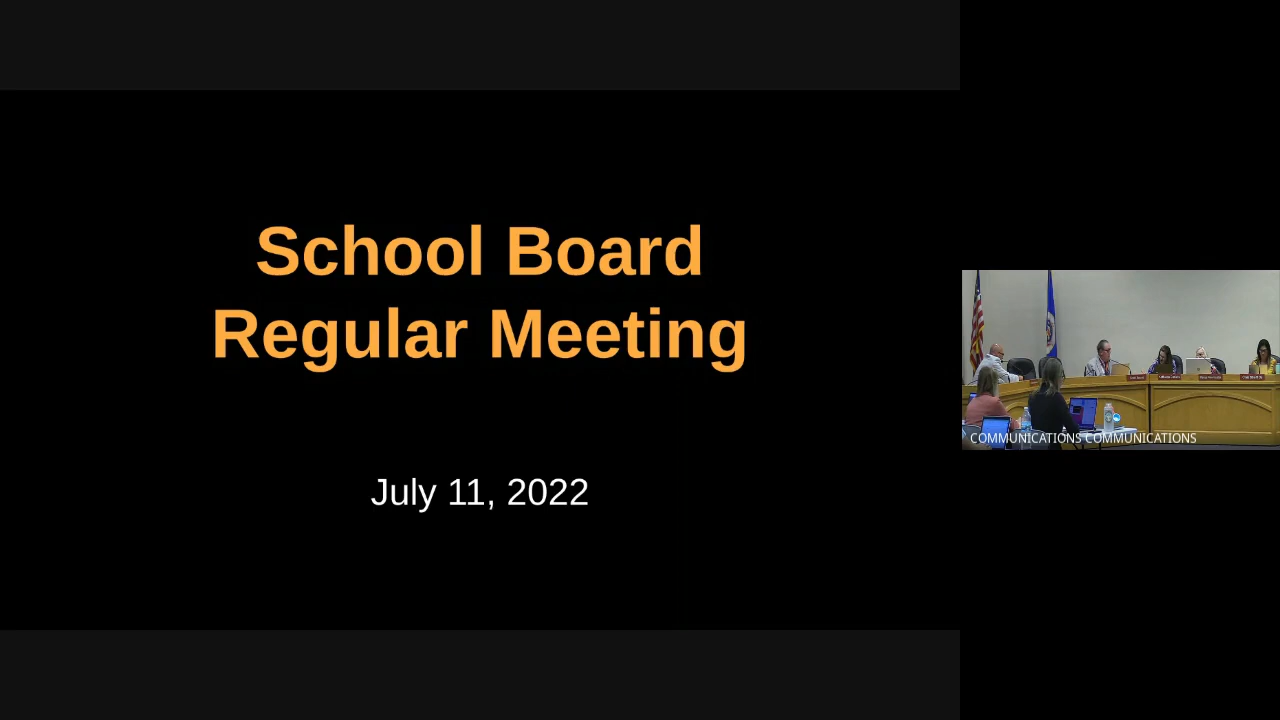 School Board
Regular Meeting
July 11, 2022
COMMUNICATIONS COMMUNICATIONS